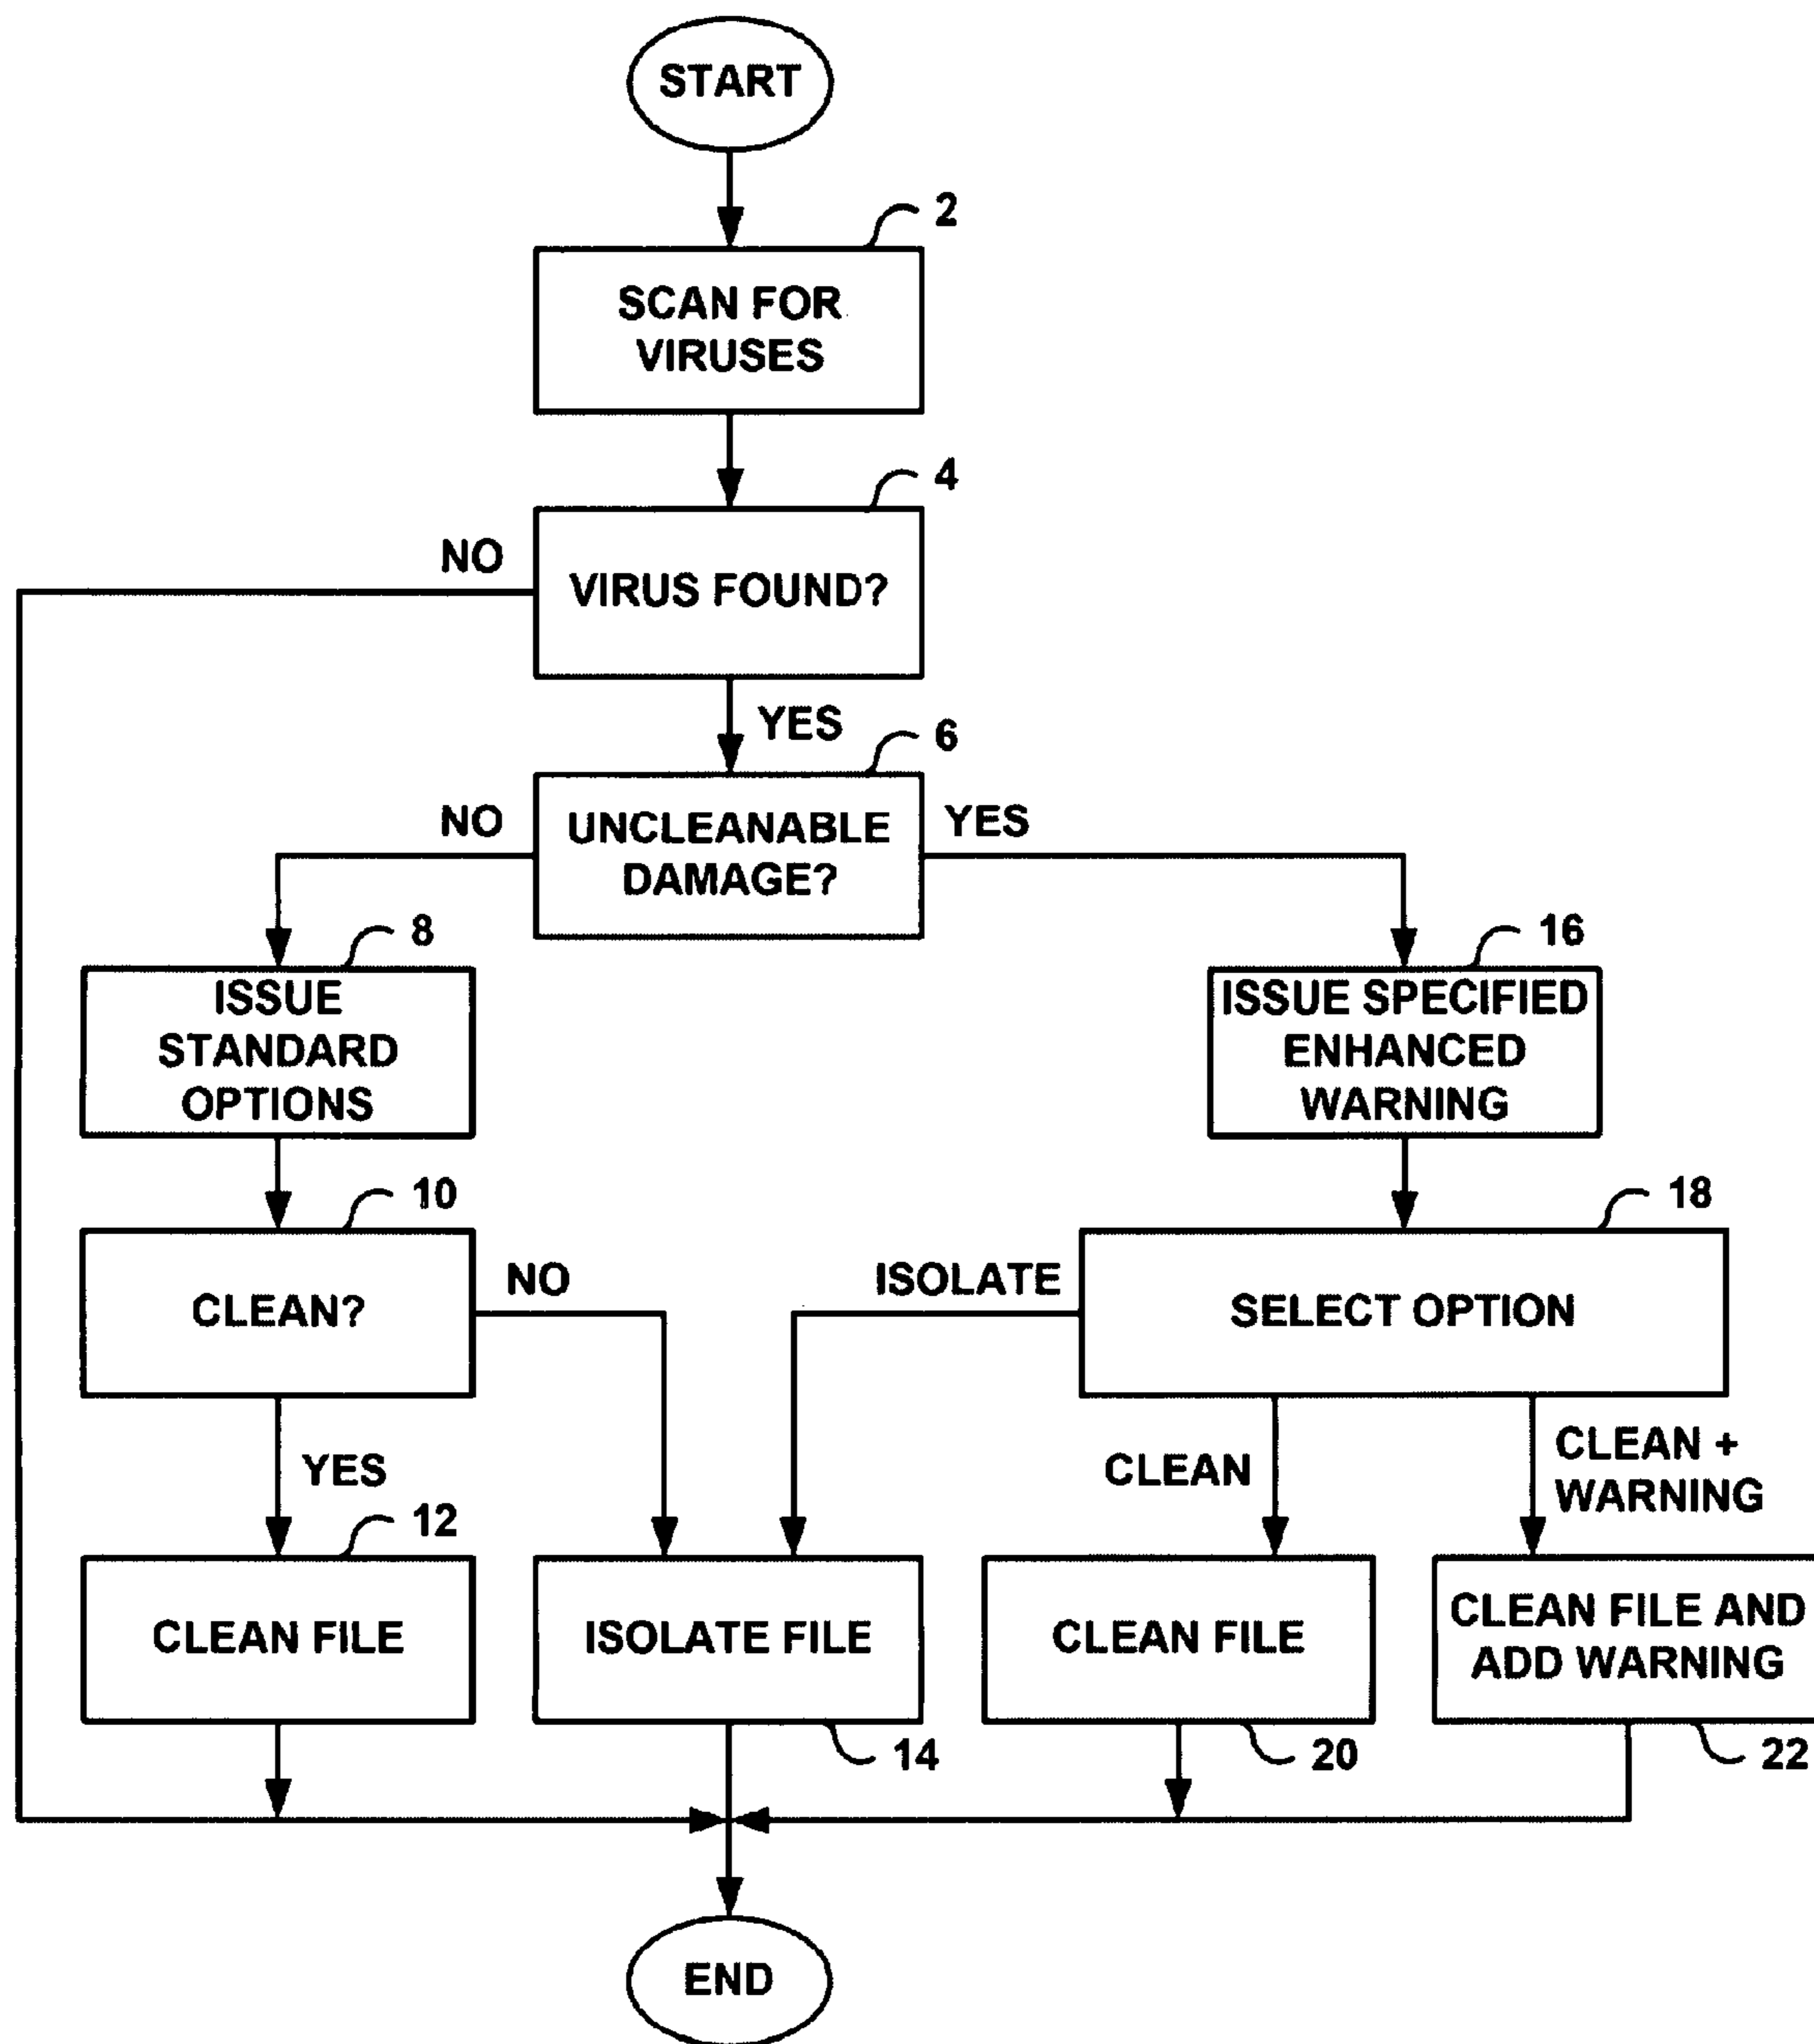 START
2
SCAN FOR
VIRUSES
4
NO
VIRUS FOUND?
YES
6
NO
UNCLEANABLE
DAMAGE?
YES
8
ISSUE
STANDARD
OPTIONS
16
ISSUE SPECIFIED
ENHANCED
WARNING
10
CLEAN?
NO
18
ISOLATE
SELECT OPTION
YES
CLEAN
CLEAN +
WARNING
12
CLEAN FILE
ISOLATE FILE
CLEAN FILE
CLEAN FILE AND
ADD WARNING
14
20
22
END